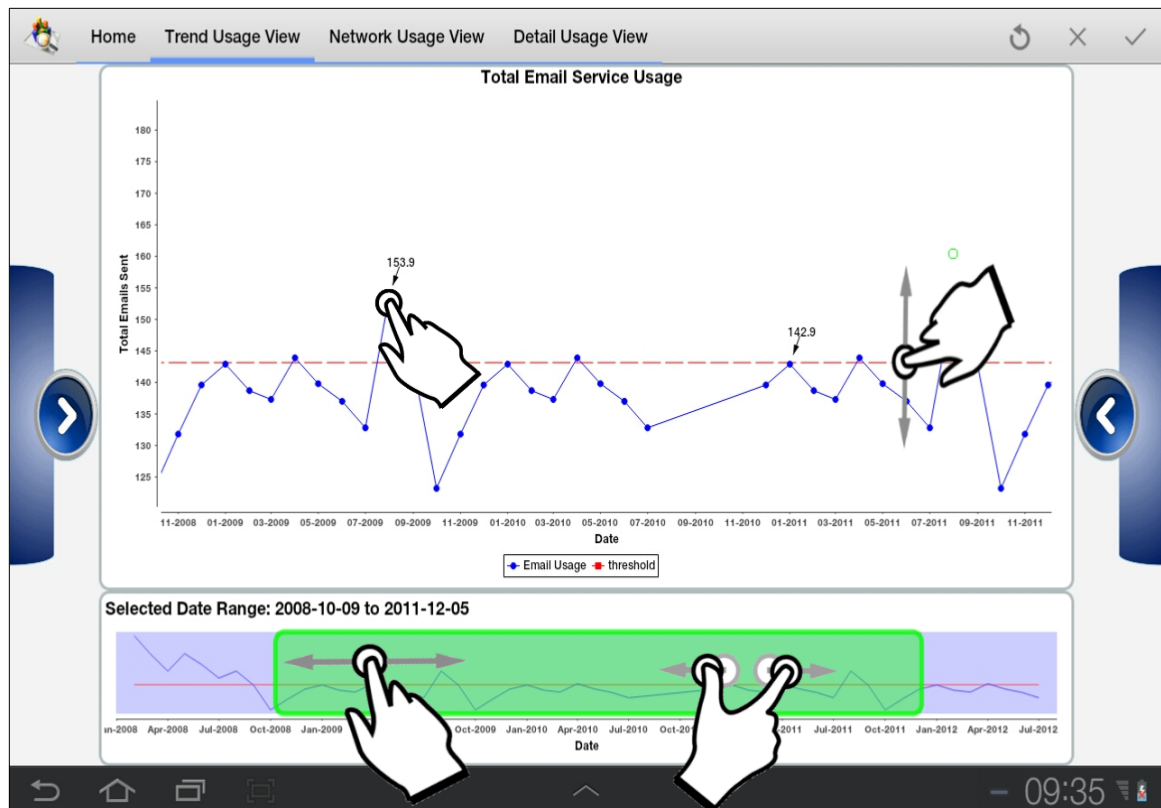 Home Trend Usage View Network Usage View Detail Usage View
Total Email Service Usage
180
175
170
165
160
155
150
145
140
135
130
125
Total Emails Sent
153.9
142.9
11-2008 01-2009 03-2009 05-2009 07-2009 09-2009 11-2009 01-2010 03-2010 05-2010 07-2010 09-2010 11-2010 01-2011 03-2011 05-2011 07-2011 09-2011 11-2011
Date
Email Usage threshold
Selected Date Range: 2008-10-09 to 2011-12-05
n-2008 Apr-2008 Jul-2008 Oct-2008 Jan-2009 Jan-2010 Apr-2010 Jul-2010 Oct-2011 Jan-2012 Apr-2012 Jul-2012
Date
09:35